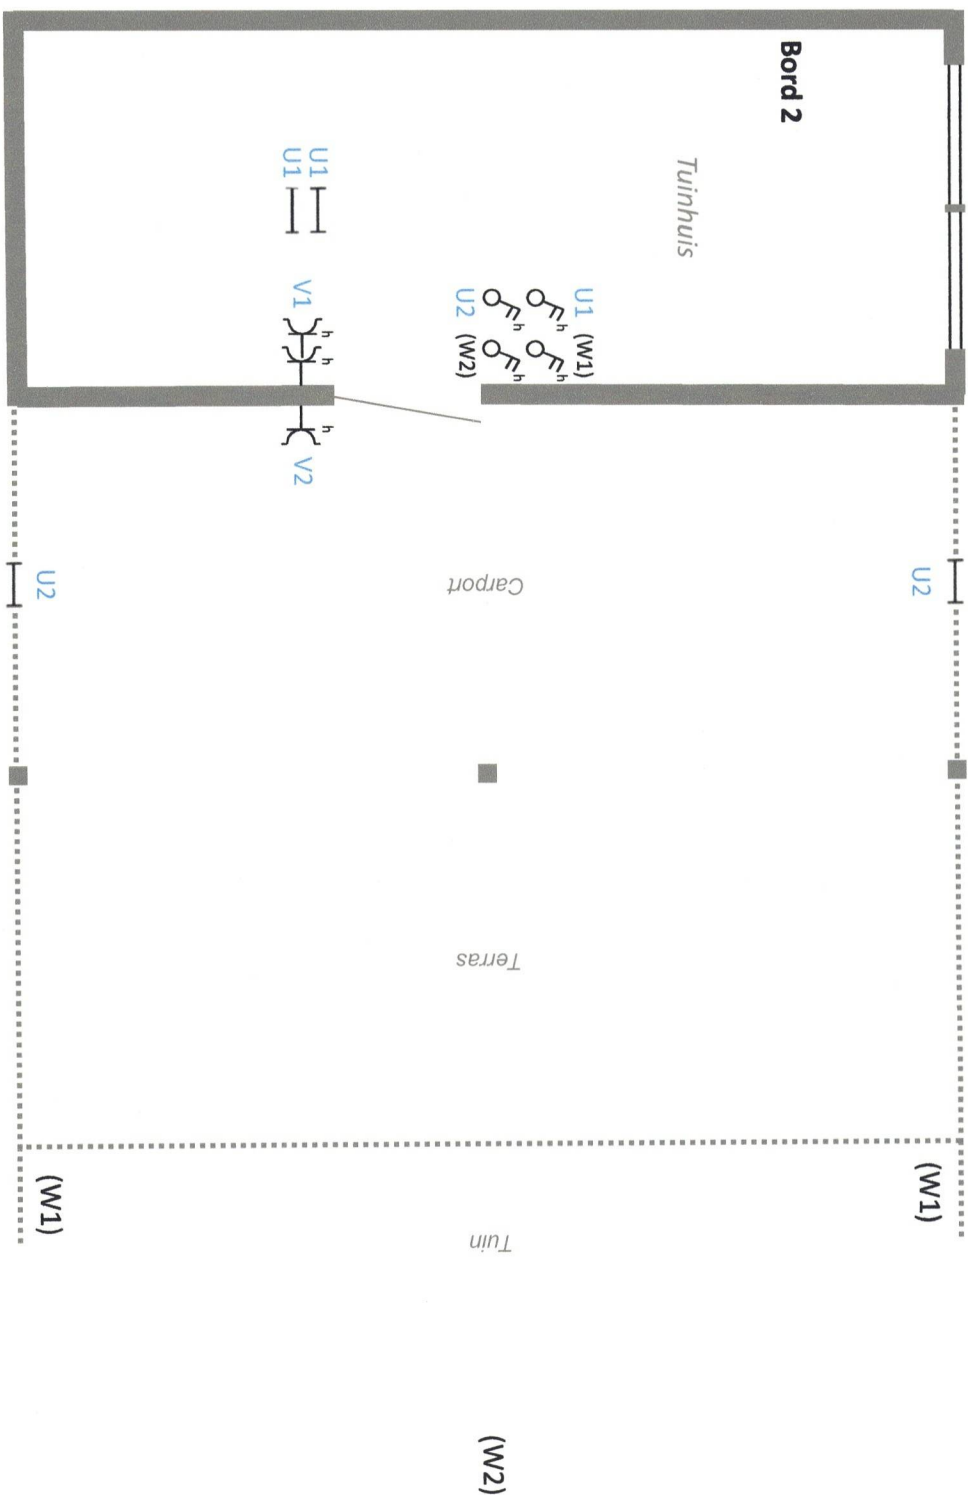 Bord 2
Tuinhuis
U1
U1
V1
h
h
U1 (W1)
h
h
U2 (W2)
h
h
h
V2
U2
U2
Carport
Terras
(W1)
(W1)
Tuin
(W2)